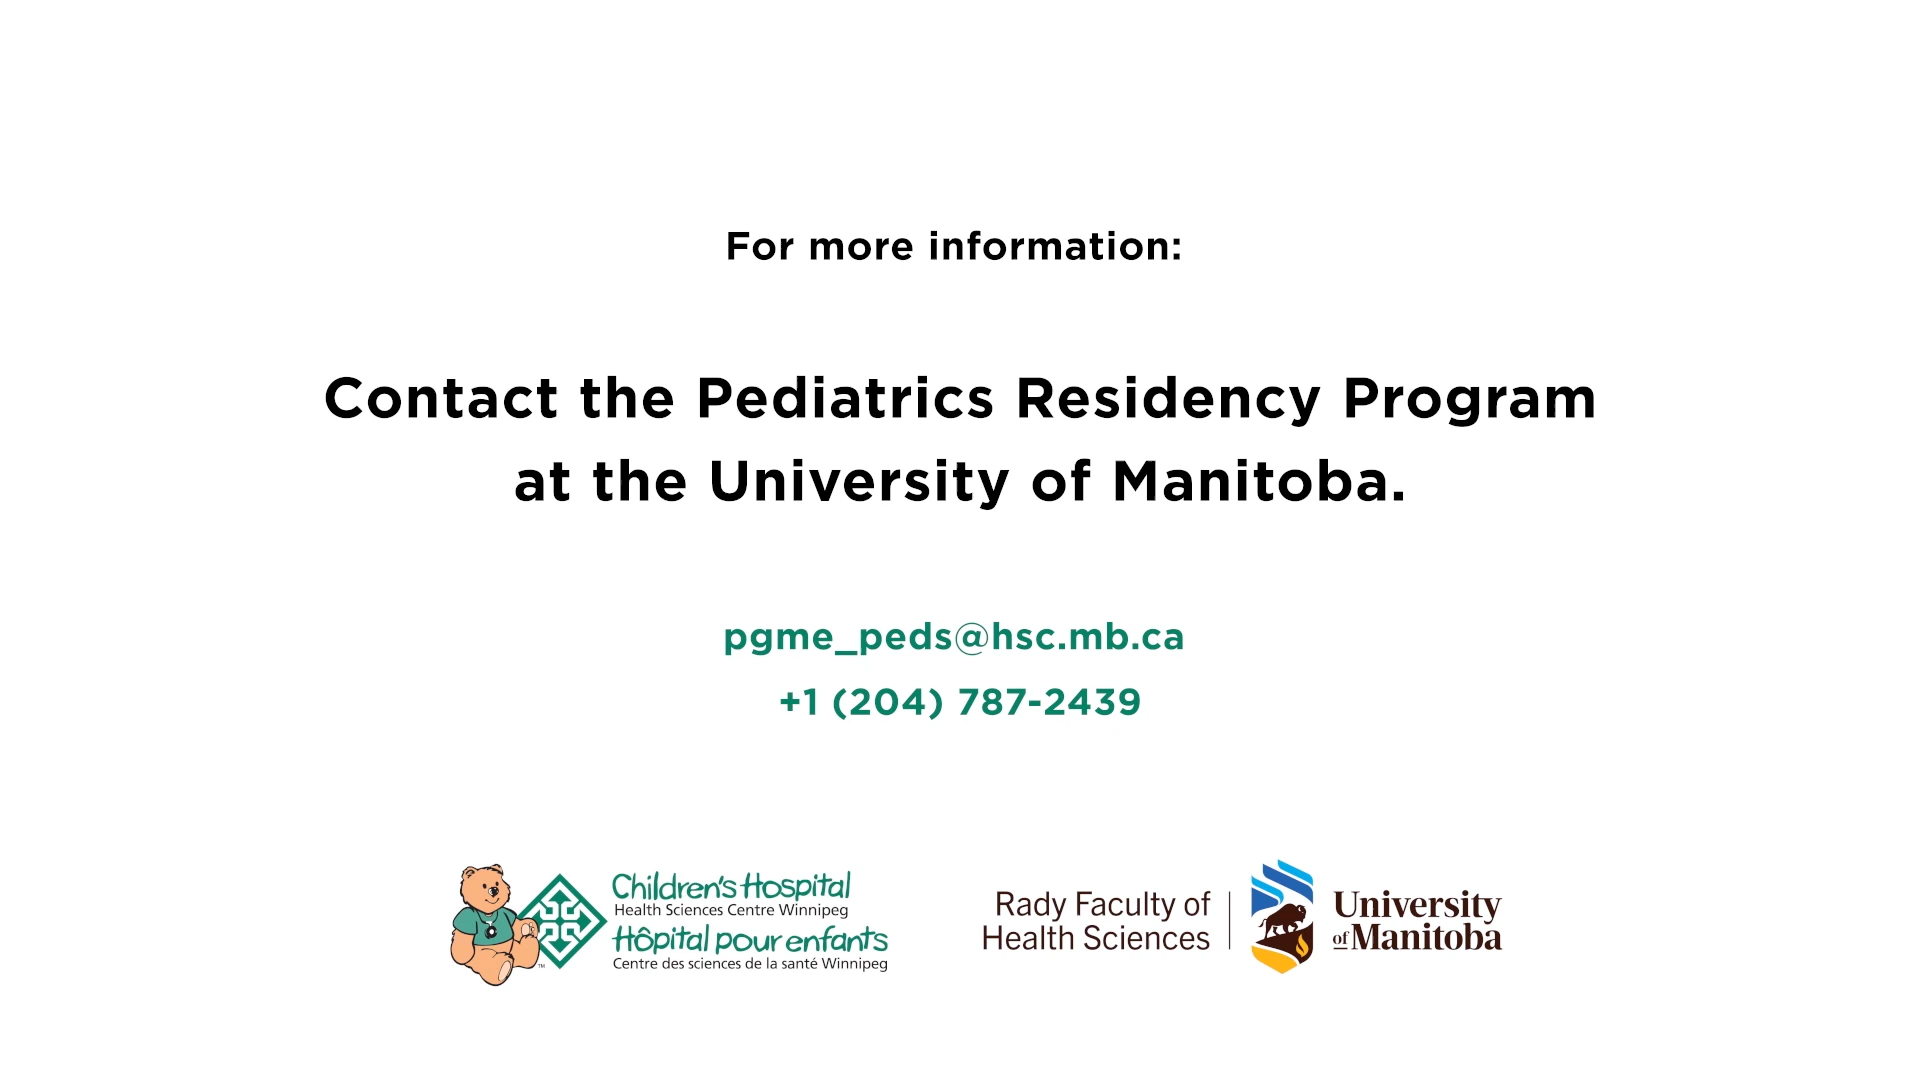 For more information:
Contact the Pediatrics Residency Program
at the University of Manitoba.
pgme_peds@hsc.mb.ca
+1 (204) 787-2439
Children's Hospital
Health Sciences Centre Winnipeg
Hôpital pour enfants
Centre des sciences de la santé Winnipeg
TM
Rady Faculty of
Health Sciences
University
of Manitoba